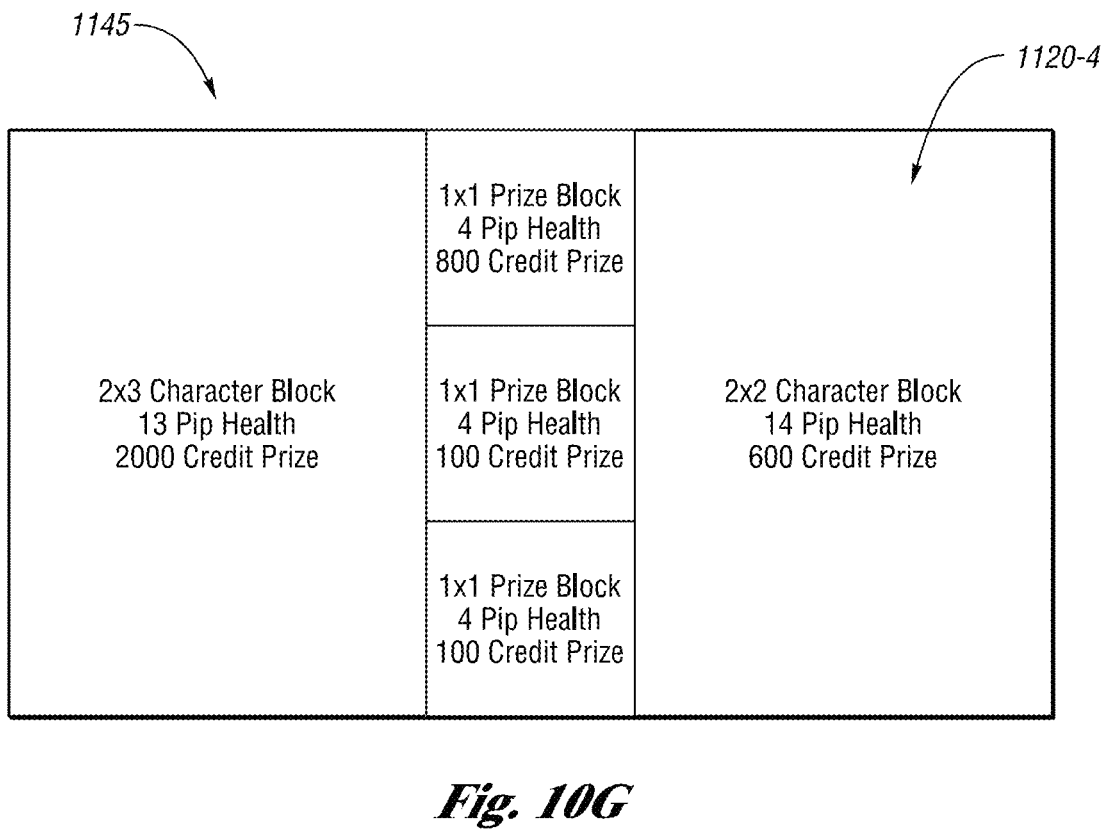 1145
1120-4
1x1 Prize Block
4 Pip Health
800 Credit Prize
2x3 Character Block
13 Pip Health
2000 Credit Prize
1x1 Prize Block
4 Pip Health
100 Credit Prize
2x2 Character Block
14 Pip Health
600 Credit Prize
1x1 Prize Block
4 Pip Health
100 Credit Prize
Fig. 10G